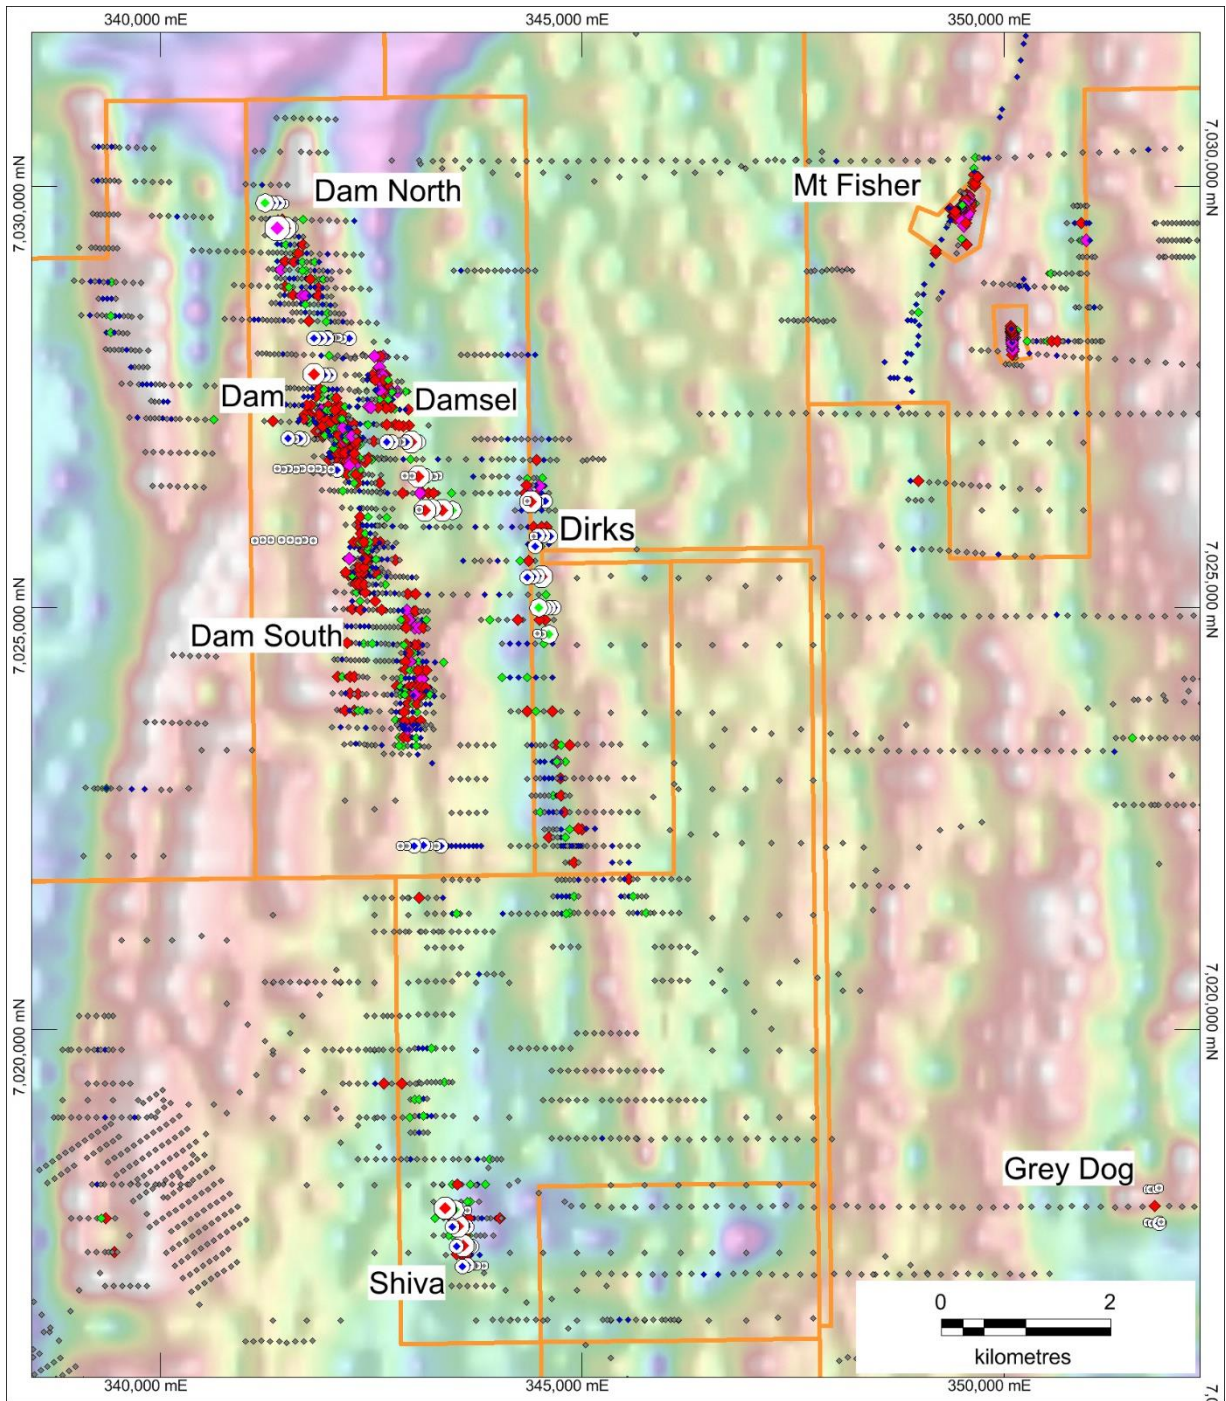 340,000 mE
345,000 mE
350,000 mE
7,030,000 mN
7,030,000 mN
Dam North
Mt Fisher
Dam
Damsel
Dirks
7,025,000 mN
7,025,000 mN
Dam South
7,020,000 mN
7,020,000 mN
Grey Dog
Shiva
0 2
kilometres
340,000 mE
345,000 mE
350,000 mE